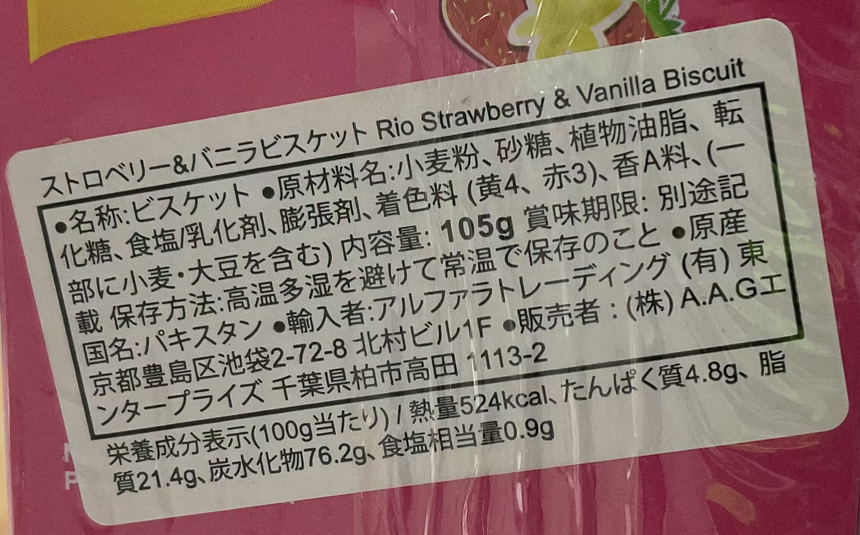 ストロベリー&バニラビスケット Rio Strawberry & Vanilla Biscuit
●名称:ビスケット ●原材料名:小麦粉、砂糖、植物油脂、転
化糖、食塩/乳化剤、膨張剤、着色料 (黄4、赤3)、香A料、(一
部に小麦・大豆を含む) 内容量: 105g 賞味期限: 別途記
載 保存方法:高温多湿を避けて常温で保存のこと ●原産
国名:パキスタン ●輸入者:アルファラトレーディング (有) 東
京都豊島区池袋2-72-8 北村ビル1F ●販売者：(株) A.A.Gエ
ンタープライズ 千葉県柏市高田 1113-2
栄養成分表示(100g当たり) / 熱量524kcal、たんぱく質4.8g、脂
質21.4g、炭水化物76.2g、食塩相当量0.9g